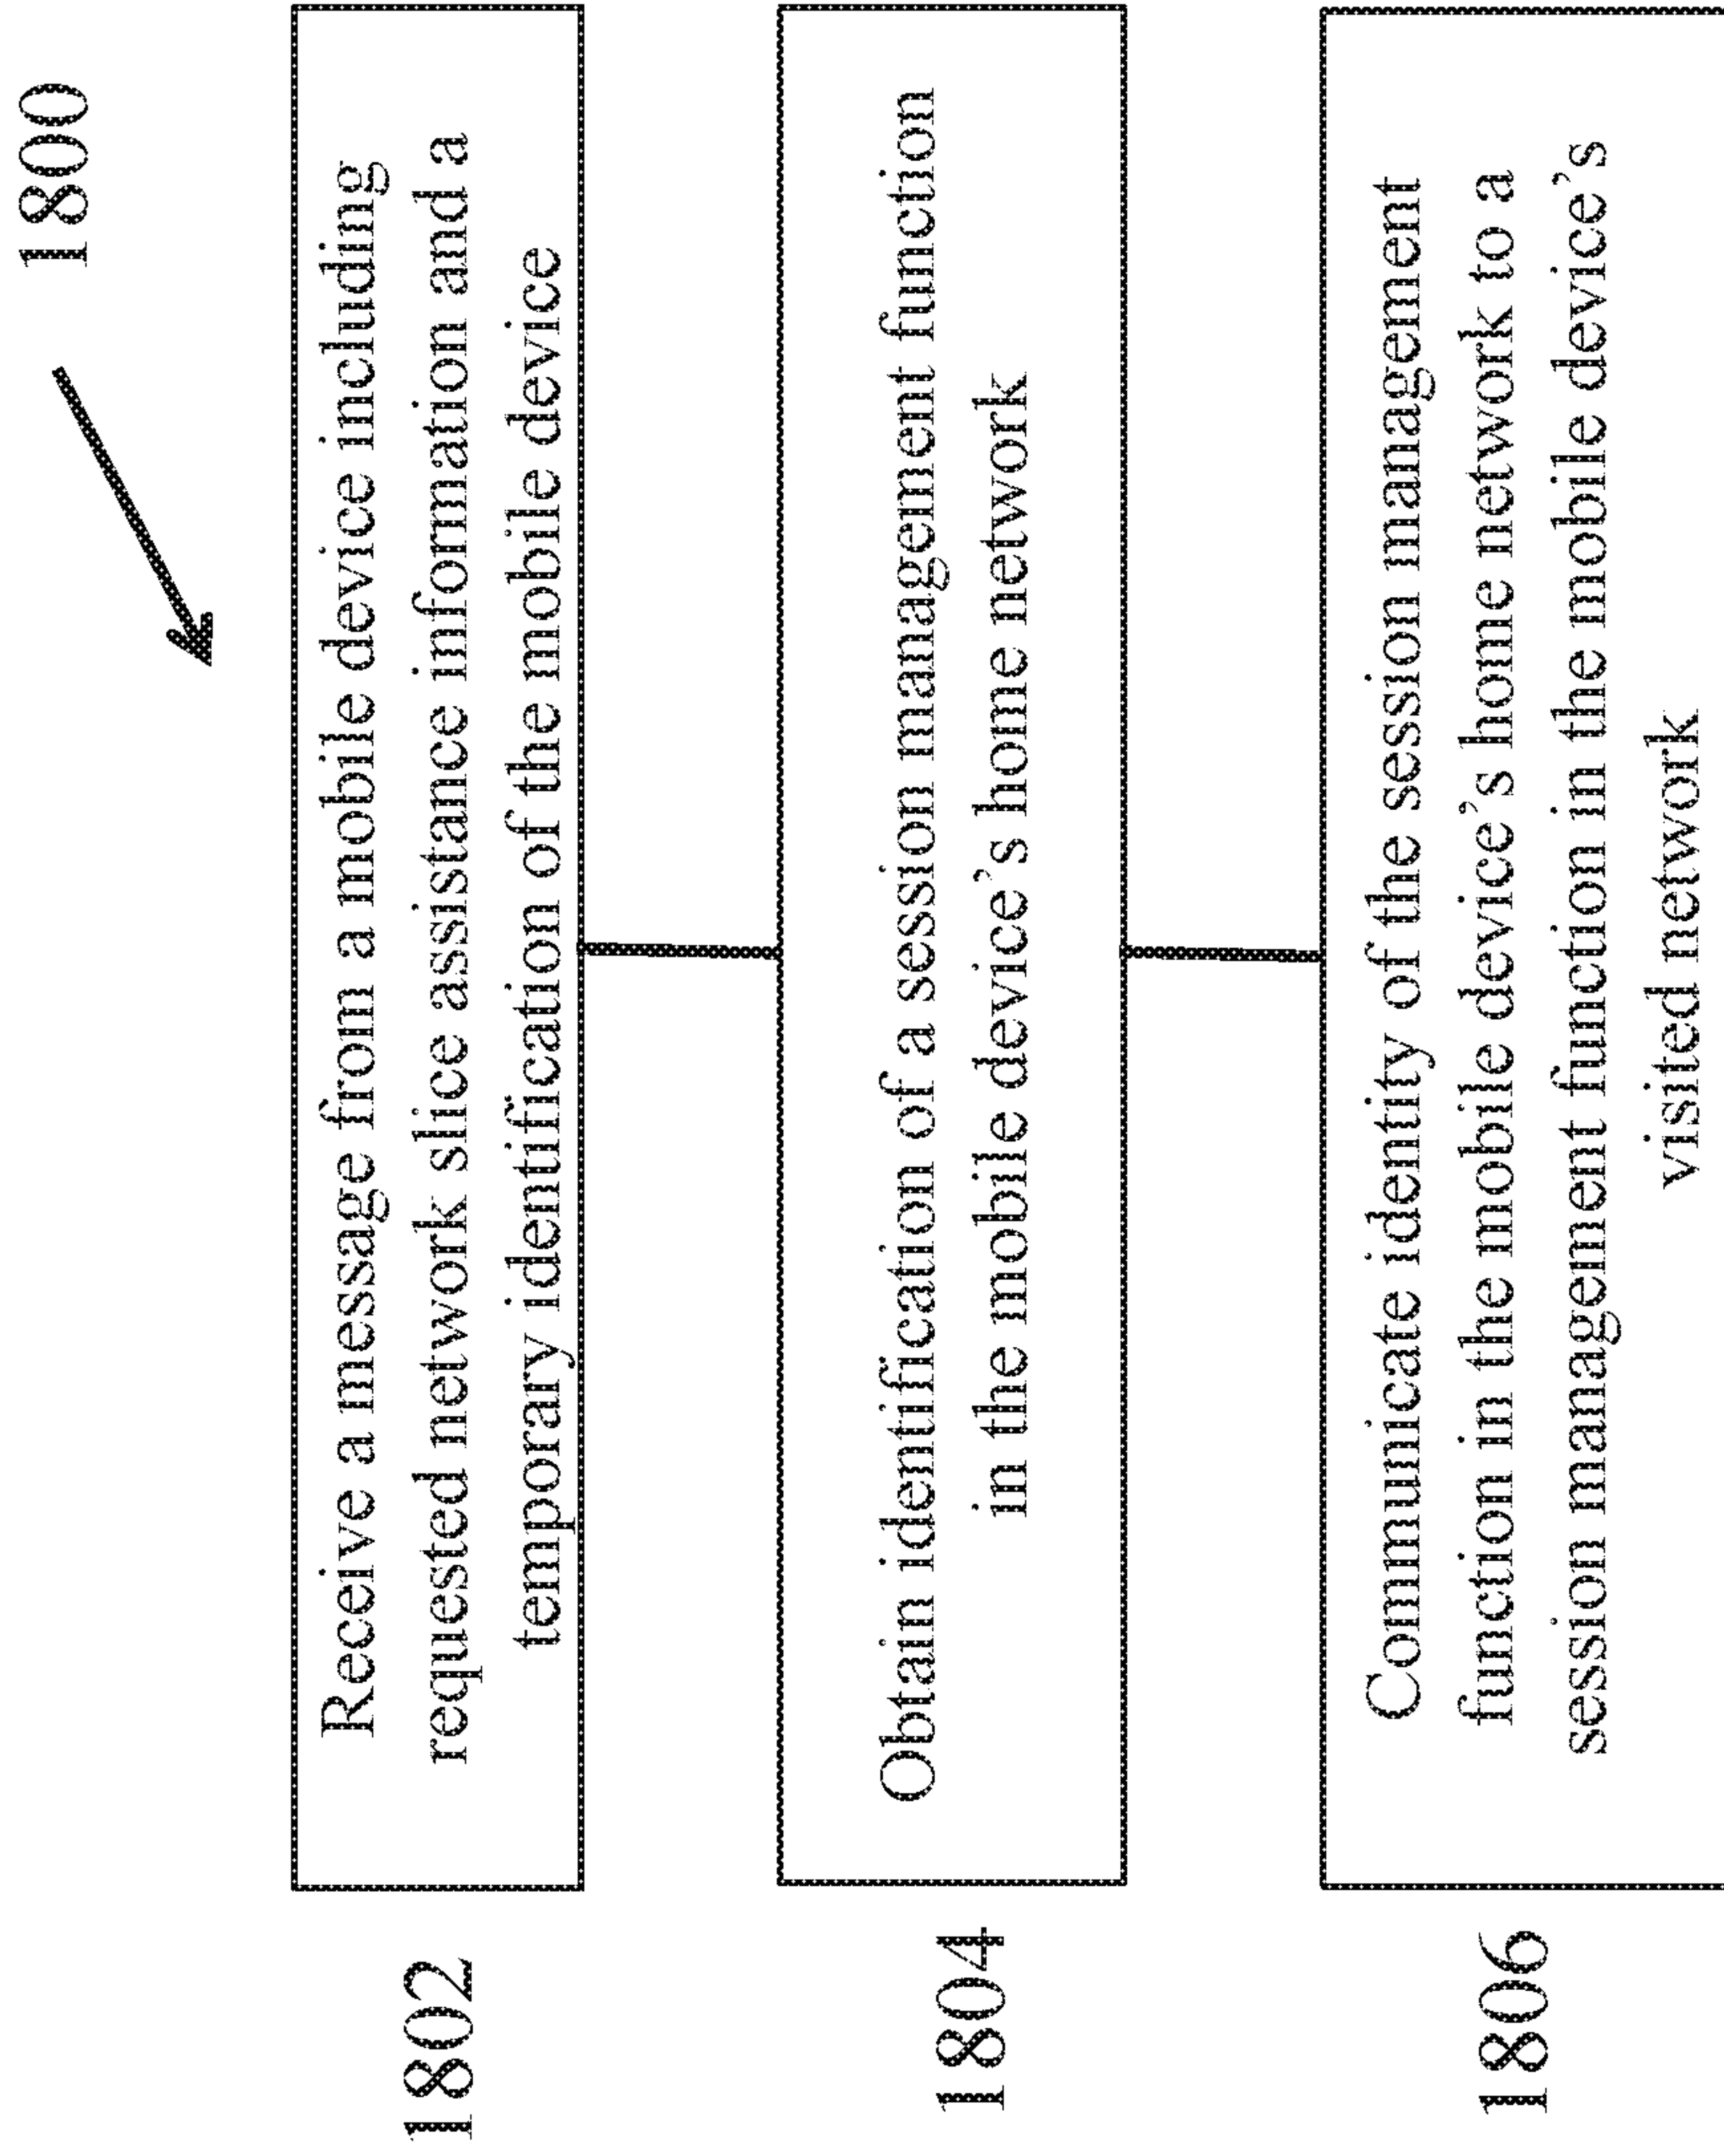 1800
1802
Receive a message from a mobile device including
requested network slice assistance information and a
temporary identification of the mobile device
1804
Obtain identification of a session management function
in the mobile device's home network
1806
Communicate identity of the session management
function in the mobile device's home network to a
session management function in the mobile device's
visited network